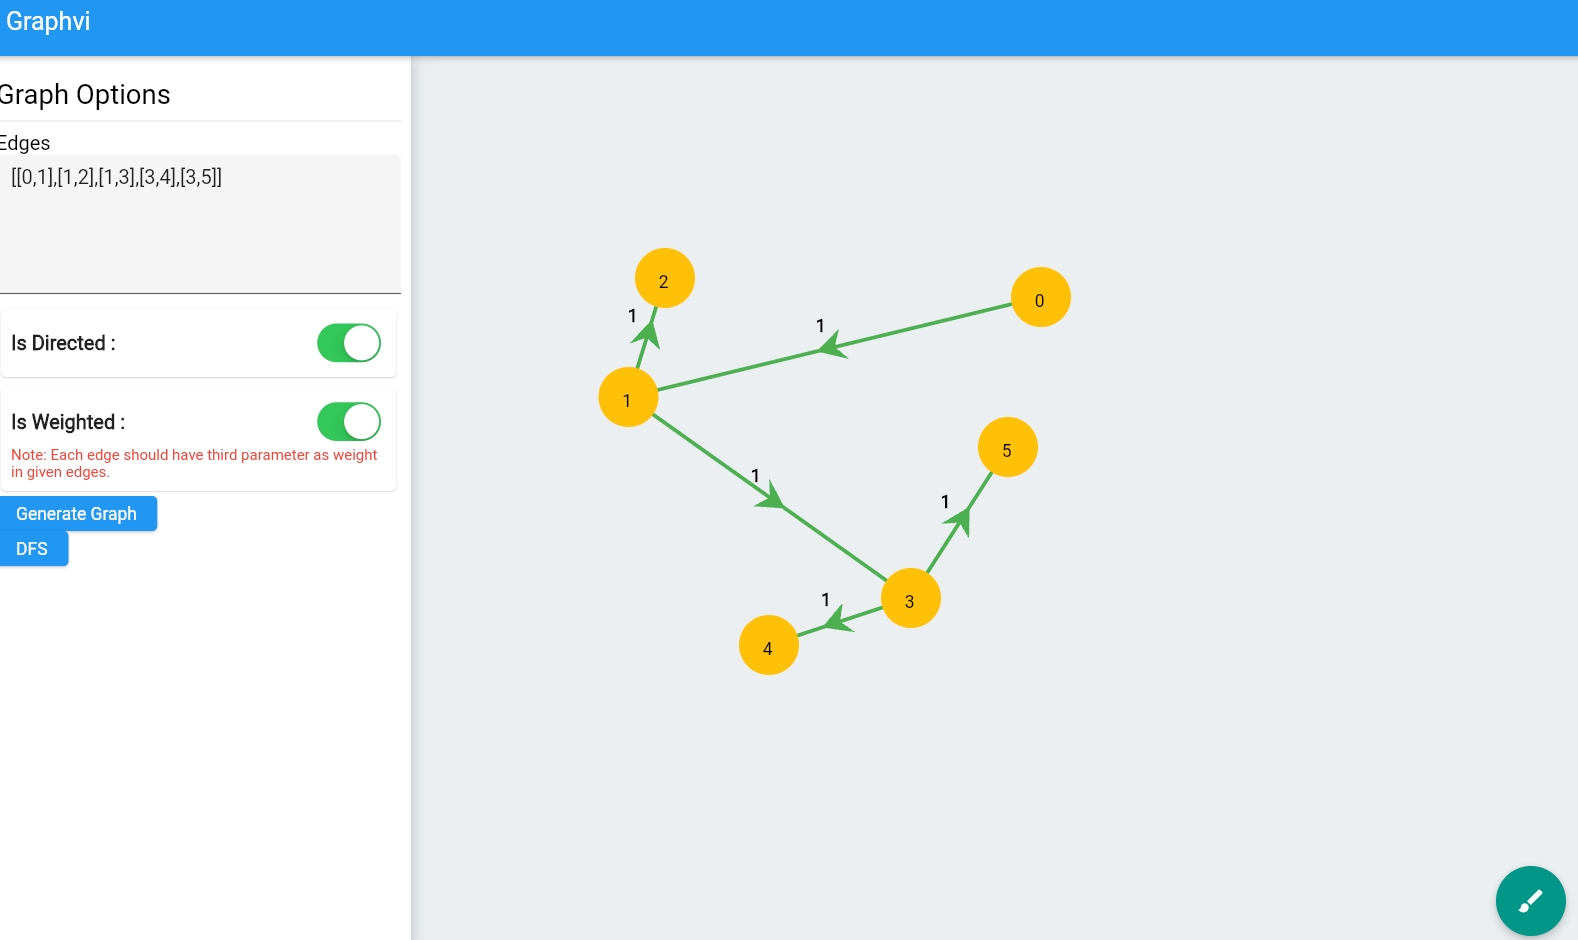 Graphvi
Graph Options
Edges
[[0,1],[1,2],[1,3],[3,4],[3,5]]
Is Directed :
Is Weighted :
Note: Each edge should have third parameter as weight
in given edges.
Generate Graph
DFS
2
0
1
1
1
5
1
1
3
1
4